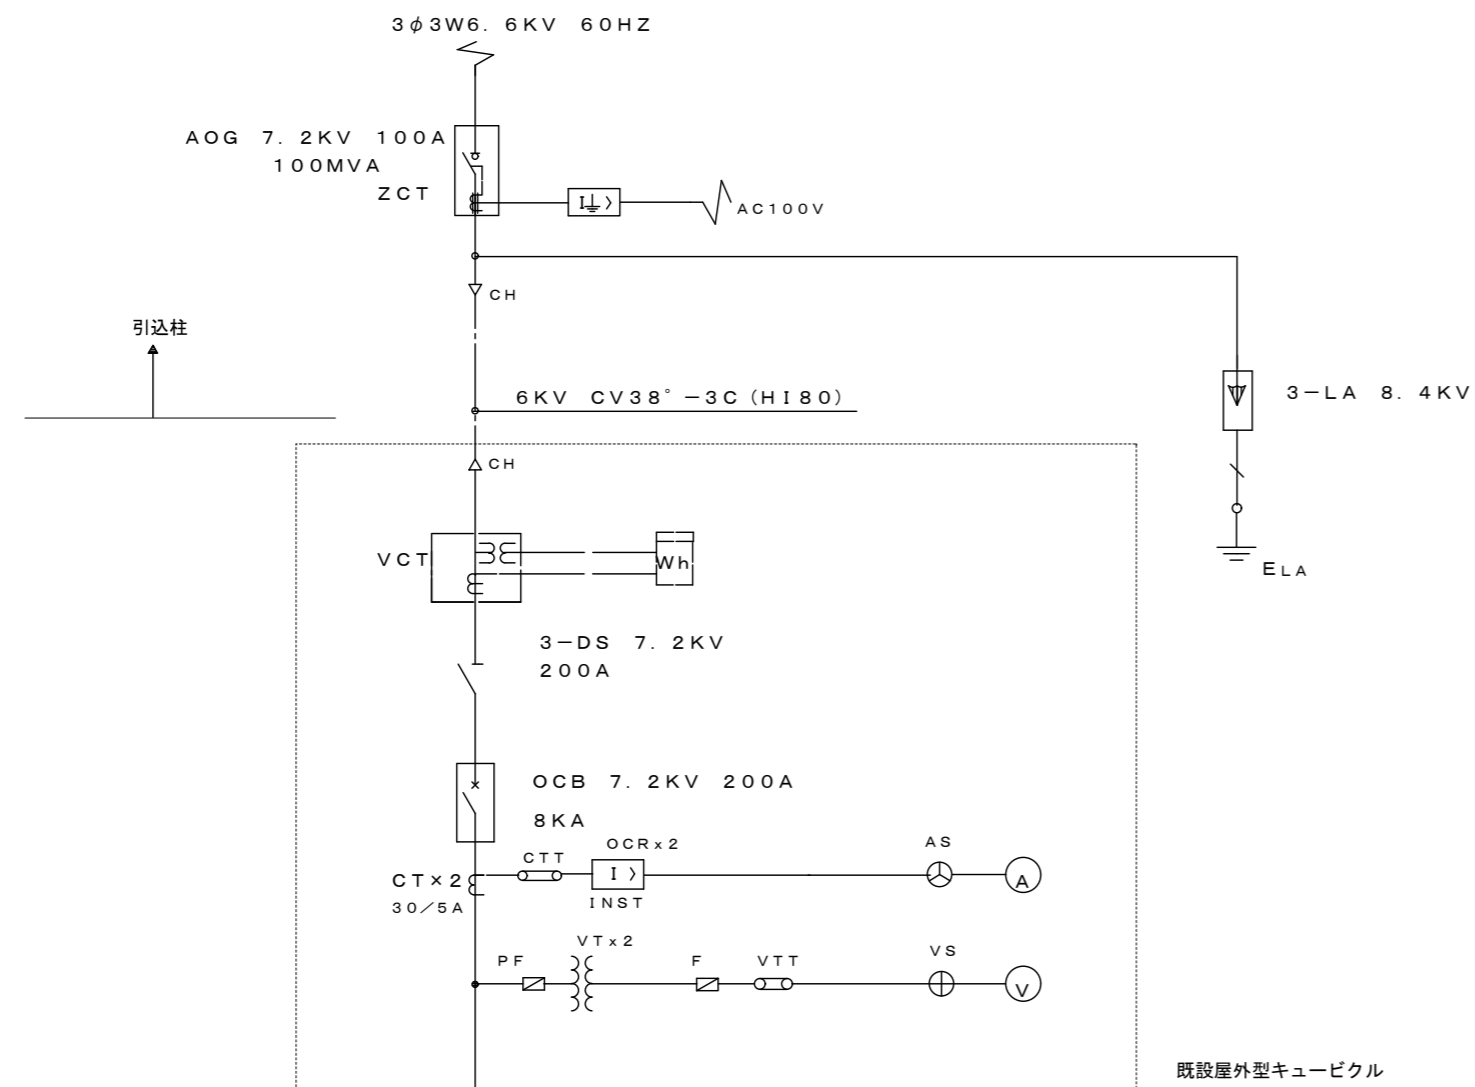 3φ3W6.6KV 60HZ
AOG 7.2KV 100A
100MVA
ZCT
I >
AC100V
CH
引込柱
6KV CV38°-3C(HI80)
3-LA 8.4KV
CH
VCT
Wh
ELA
3-DS 7.2KV
200A
OCB 7.2KV 200A
8KA
OCRx2
AS
CTT
CT×2
I >
A
30/5A
INST
VTx2
VS
PF
F
VTT
V
既設屋外型キュービクル